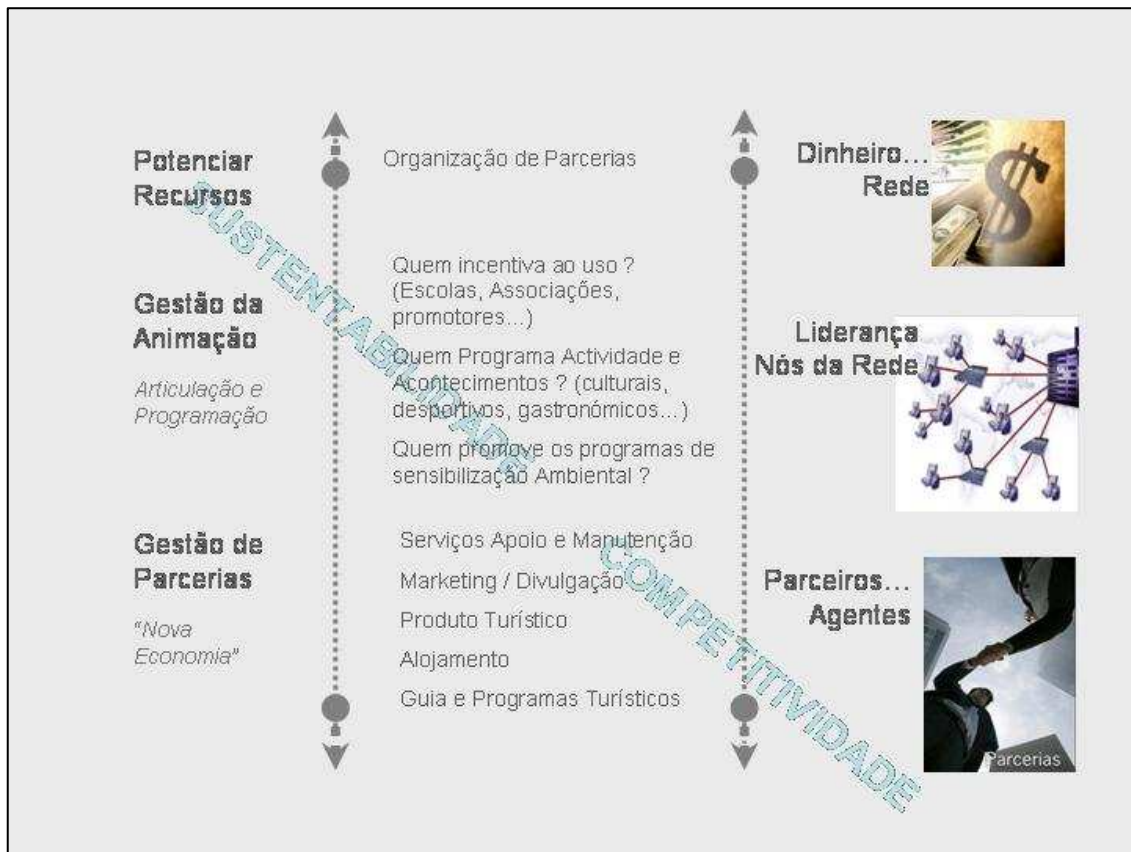 Potenciar
Recursos
Organização de Parcerias
Dinheiro...
Rede
SUSTENTABILIDADE
Gestão da
Animação
Articulação e
Programação
Quem incentiva ao uso ?
(Escolas, Associações,
promotores...)
Quem Programa Actividade e
Acontecimentos ? (culturais,
desportivos, gastronómicos...)
Quem promove os programas de
sensibilização Ambiental ?
Liderança
Nós da Rede
Gestão de
Parcerias
"Nova
Economia"
Serviços Apoio e Manutenção
Marketing / Divulgação
Produto Turístico
Alojamento
Guia e Programas Turísticos
COMPETITIVIDADE
Parceiros...
Agentes
Parcerias